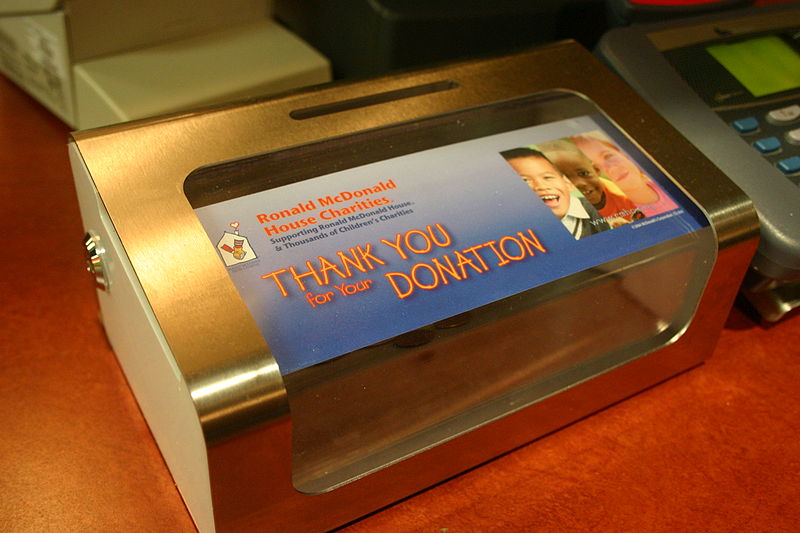 Ronald McDonald
House Charities
Supporting Ronald McDonald House
& Thousands of Children's Charities
THANK YOU
for Your DONATION